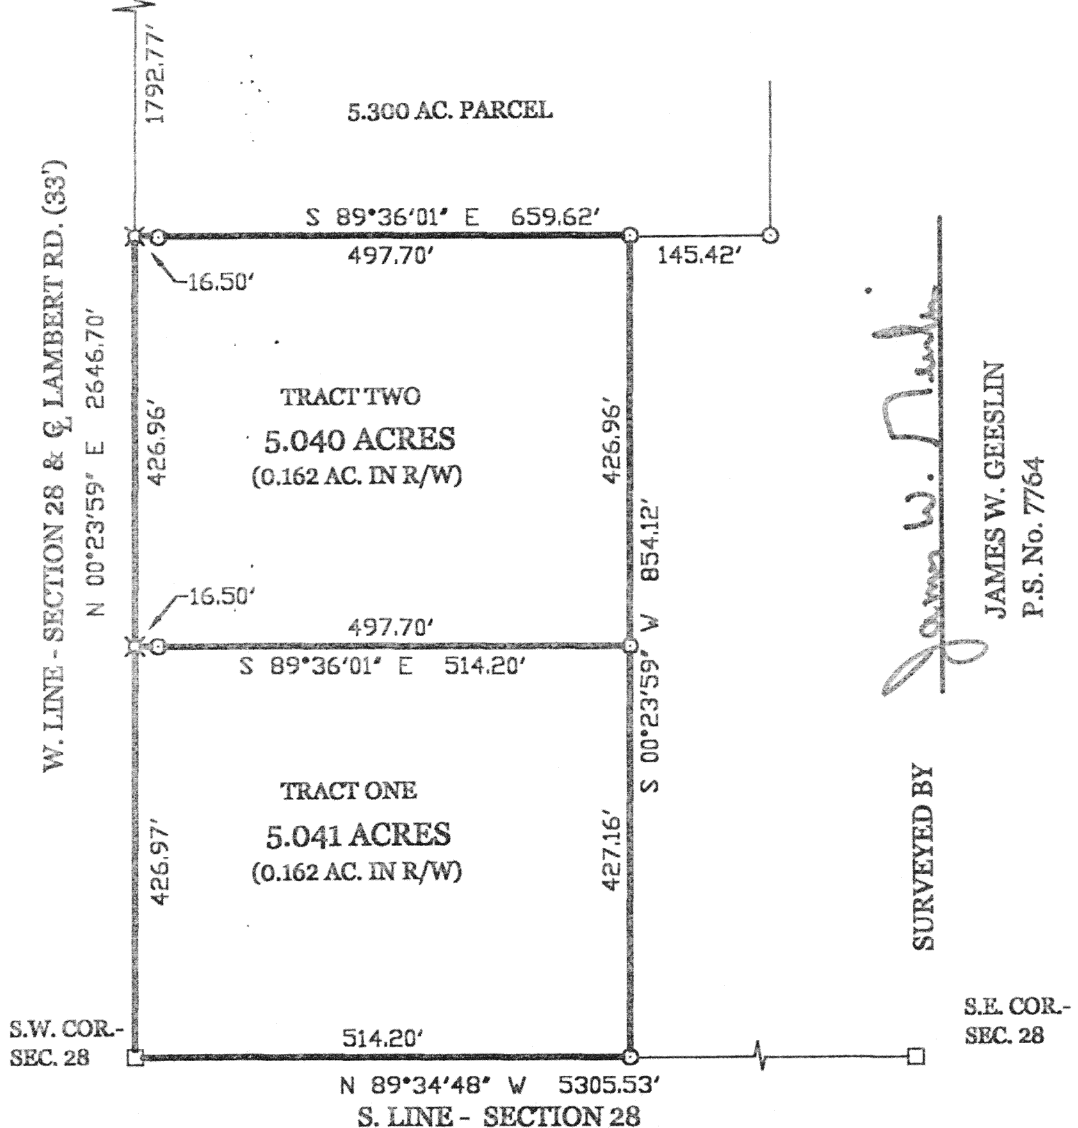 1792.77'
5.300 AC. PARCEL
W. LINE - SECTION 28 & ℄ LAMBERT RD. (33')
N 00°23'59" E 2646.70'
S 89°36'01" E 659.62'
497.70'
145.42'
16.50'
426.96'
TRACT TWO
5.040 ACRES
(0.162 AC. IN R/W)
426.96'
S 00°23'59" W 854.12'
16.50'
497.70'
S 89°36'01" E 514.20'
426.97'
TRACT ONE
5.041 ACRES
(0.162 AC. IN R/W)
427.16'
SURVEYED BY
James W.
JAMES W. GEESLIN
P.S. No. 7764
S.W. COR.-
SEC. 28
514.20'
N 89°34'48" W 5305.53'
S. LINE - SECTION 28
S.E. COR.-
SEC. 28